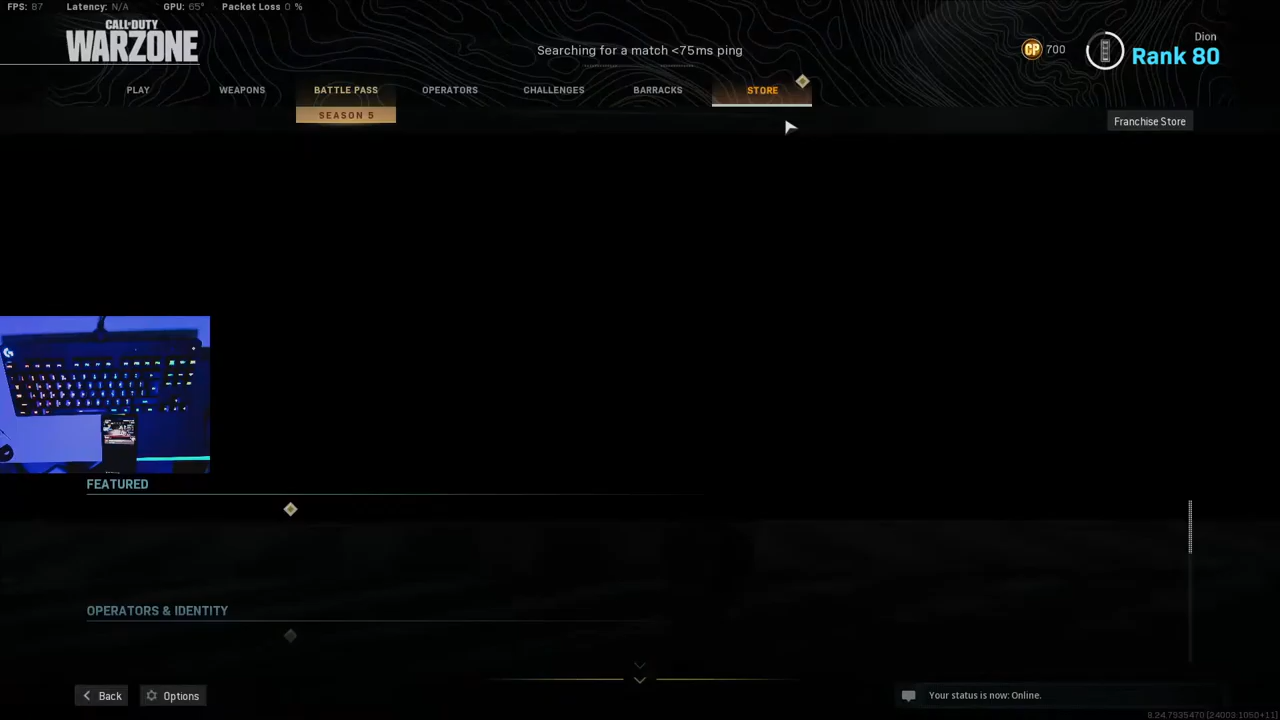 FPS: 87 Latency: N/A GPU: 65° Packet Loss 0 %
CALL OF DUTY
WARZONE
Searching for a match <75ms ping
CP 700
Dion
Rank 80
PLAY WEAPONS BATTLE PASS OPERATORS CHALLENGES BARRACKS STORE
SEASON 5
Franchise Store
FEATURED
OPERATORS & IDENTITY
Back Options
Your status is now: Online.